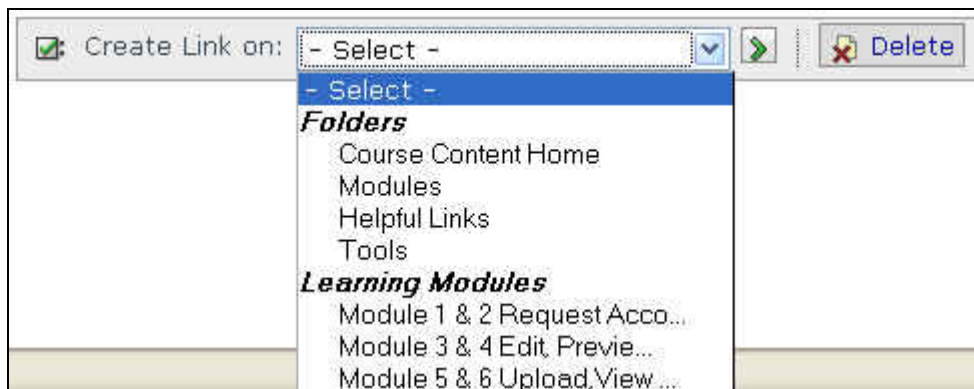 Create Link on: - Select - Delete
- Select -
Folders
Course Content Home
Modules
Helpful Links
Tools
Learning Modules
Module 1 & 2 Request Acco...
Module 3 & 4 Edit, Previe...
Module 5 & 6 Upload,View ...